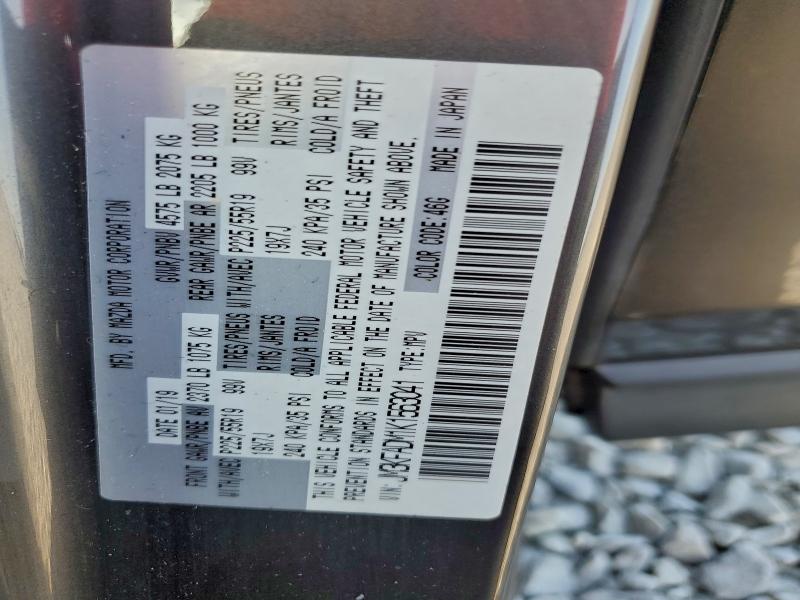 MFD. BY MAZDA MOTOR CORPORATION
DATE 01/19 GVWR/PNBV 4575 LB 2075 KG
FRONT GAWR/PNBE AV 2370 LB 1075 KG REAR GAWR/PNBE AR 2205 LB 1000 KG
WITH/AVEC P225/55R19 99V TIRES/PNEUS WITH/AVEC P225/55R19 99V TIRES/PNEUS
19X7J RIMS/JANTES 19X7J RIMS/JANTES
240 KPA/35 PSI COLD/A FROID 240 KPA/35 PSI COLD/A FROID
THIS VEHICLE CONFORMS TO ALL APPLICABLE FEDERAL MOTOR VEHICLE SAFETY AND THEFT
PREVENTION STANDARDS IN EFFECT ON THE DATE OF MANUFACTURE SHOWN ABOVE.
VIN: JM3KFADM*K1563041 TYPE:MPV COLOR CODE:46G MADE IN JAPAN